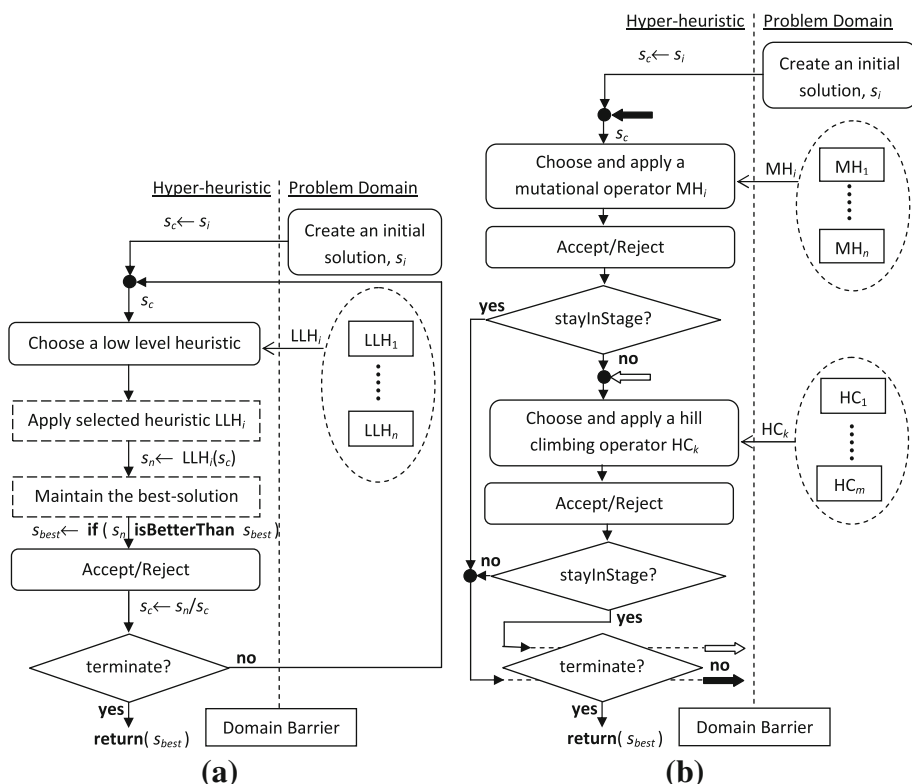 Hyper-heuristic
Problem Domain
s_c← s_i
Create an initial
solution, s_i
s_c
Choose a low level heuristic
LLH_i
LLH_1
LLH_n
Apply selected heuristic LLH_i
s_n← LLH_i(s_c)
Maintain the best-solution
s_best← if ( s_n isBetterThan s_best)
Accept/Reject
s_c← s_n/s_c
terminate?
no
yes
return( s_best)
Domain Barrier
(a)
Hyper-heuristic
Problem Domain
s_c← s_i
Create an initial
solution, s_i
s_c
Choose and apply a
mutational operator MH_i
MH_i
MH_1
MH_n
Accept/Reject
yes
stayInStage?
no
Choose and apply a hill
climbing operator HC_k
HC_k
HC_1
HC_m
Accept/Reject
no
stayInStage?
yes
terminate?
no
yes
return( s_best)
Domain Barrier
(b)